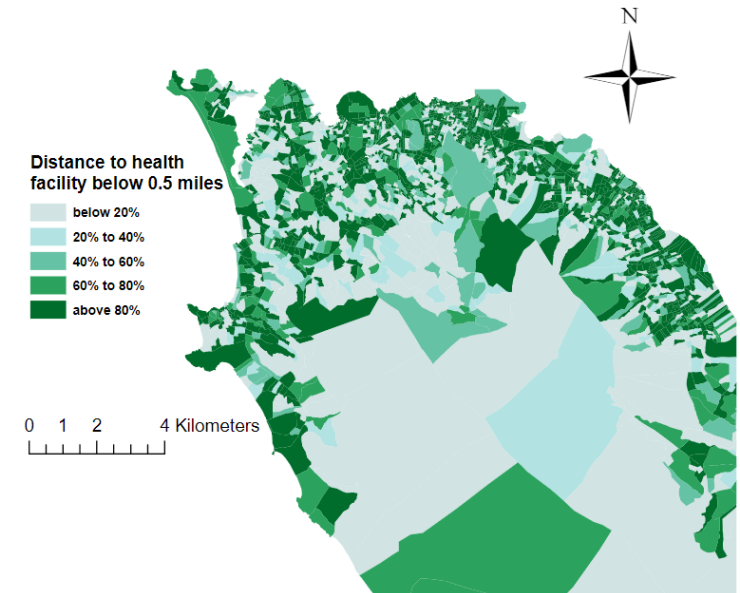 N
Distance to health
facility below 0.5 miles
below 20%
20% to 40%
40% to 60%
60% to 80%
above 80%
0 1 2 4 Kilometers